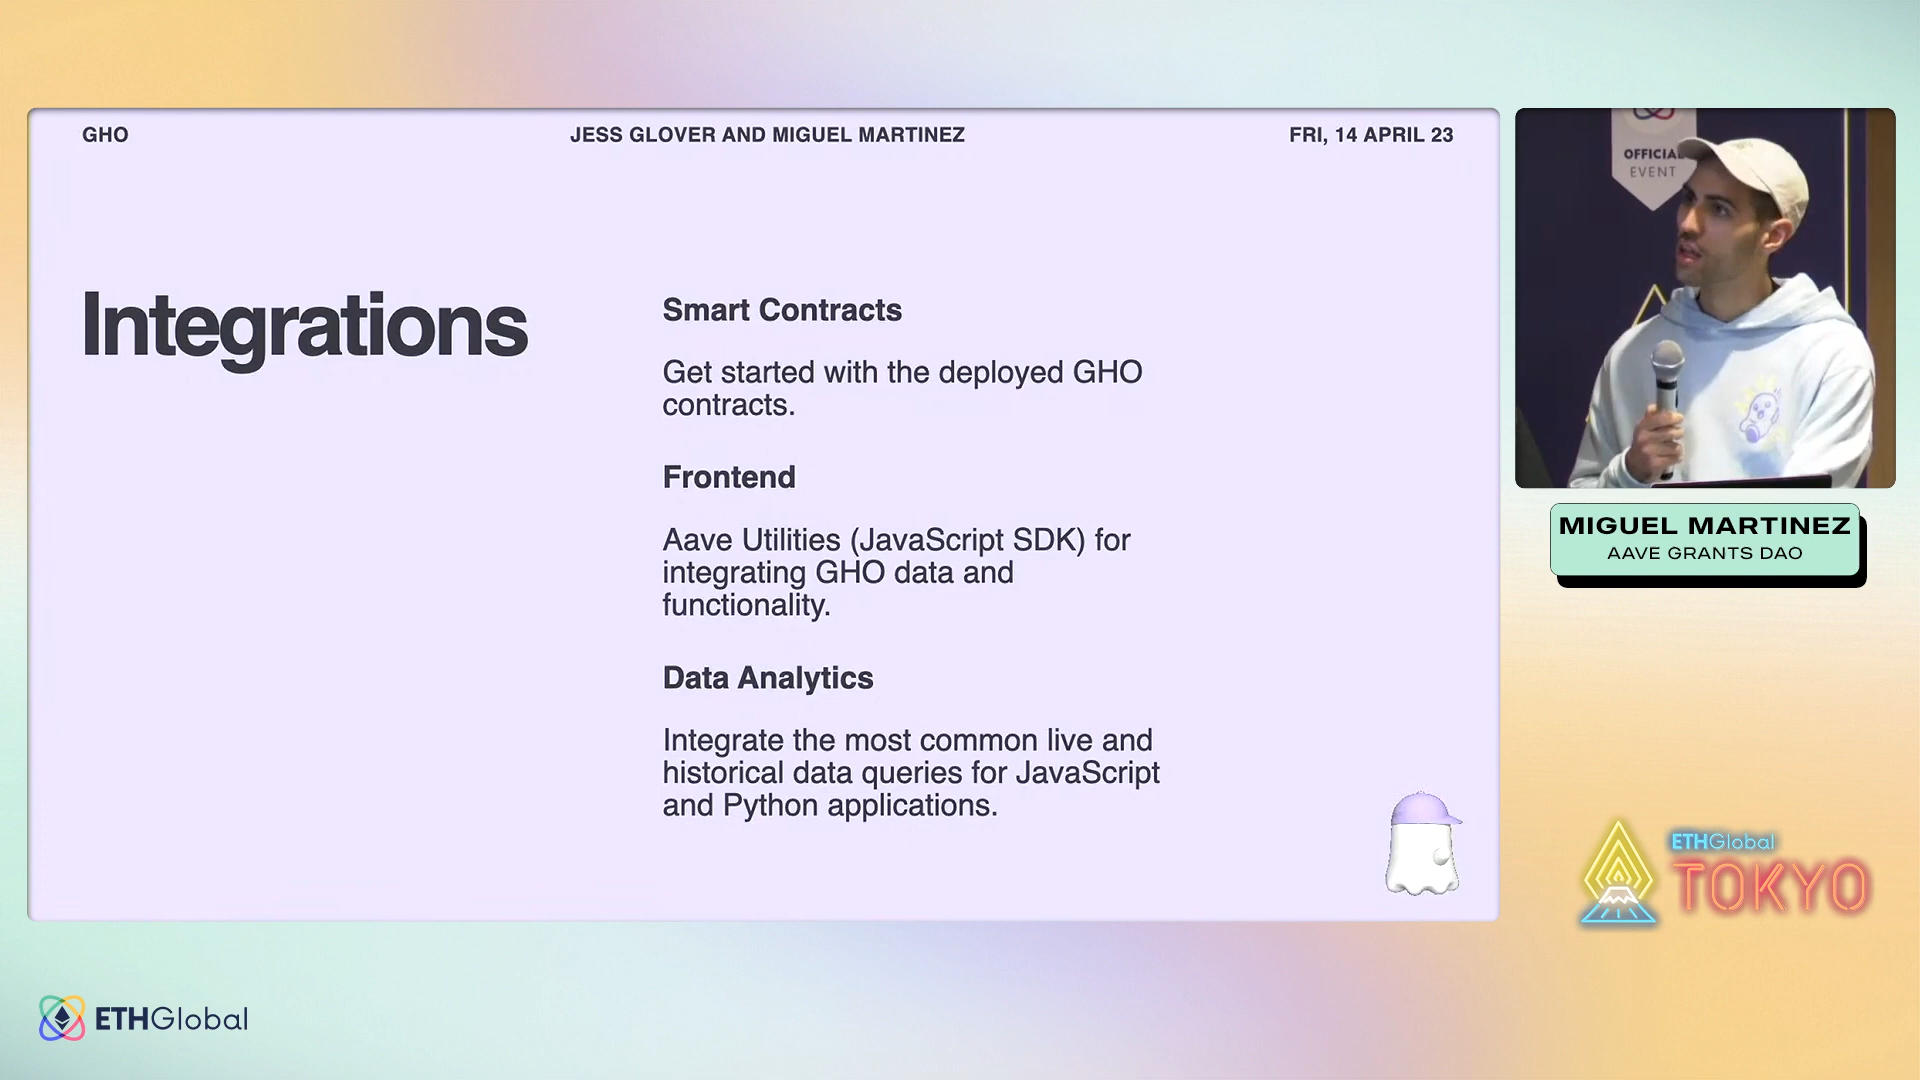 GHO
JESS GLOVER AND MIGUEL MARTINEZ
FRI, 14 APRIL 23
Integrations
Smart Contracts
Get started with the deployed GHO
contracts.
Frontend
Aave Utilities (JavaScript SDK) for
integrating GHO data and
functionality.
Data Analytics
Integrate the most common live and
historical data queries for JavaScript
and Python applications.
OFFICIAL
EVENT
MIGUEL MARTINEZ
AAVE GRANTS DAO
ETHGlobal
TOKYO
ETHGlobal